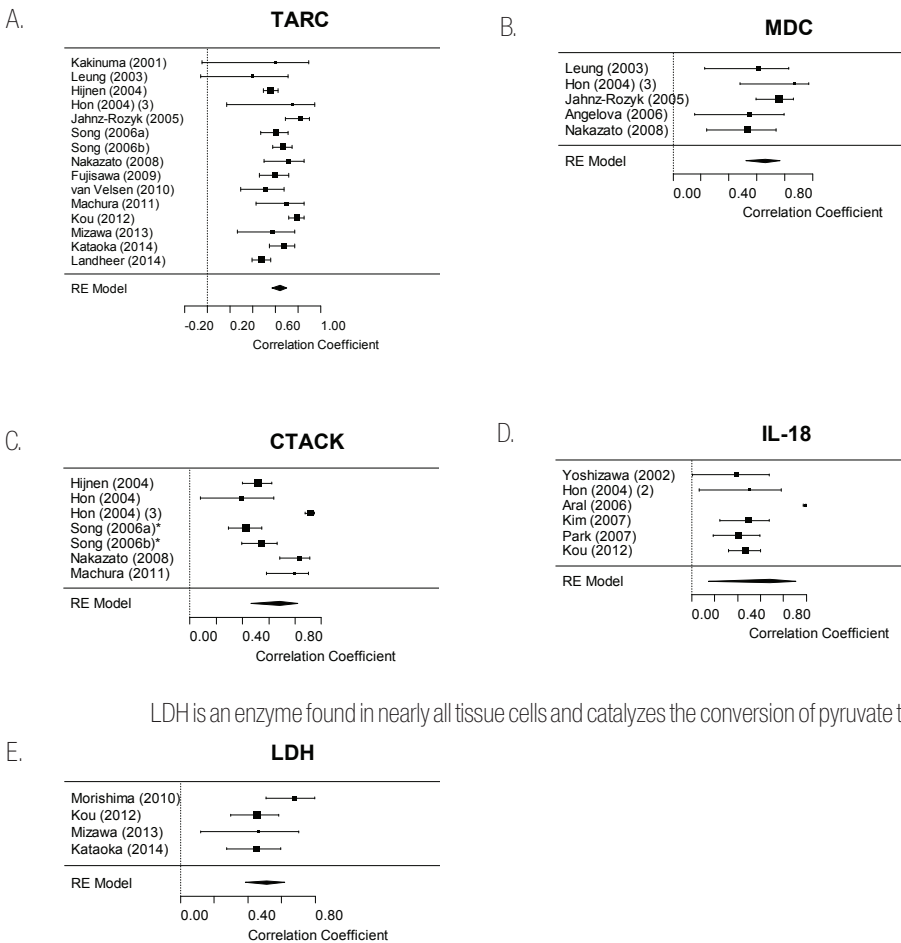 A.
TARC
Kakinuma (2001)
Leung (2003)
Hijnen (2004)
Hon (2004) (3)
Jahnz-Rozyk (2005)
Song (2006a)
Song (2006b)
Nakazato (2008)
Fujisawa (2009)
van Velsen (2010)
Machura (2011)
Kou (2012)
Mizawa (2013)
Kataoka (2014)
Landheer (2014)
RE Model
-0.20 0.20 0.60 1.00
Correlation Coefficient
B.
MDC
Leung (2003)
Hon (2004) (3)
Jahnz-Rozyk (2005)
Angelova (2006)
Nakazato (2008)
RE Model
0.00 0.40 0.80
Correlation Coefficient
C.
CTACK
Hijnen (2004)
Hon (2004)
Hon (2004) (3)
Song (2006a)*
Song (2006b)*
Nakazato (2008)
Machura (2011)
RE Model
0.00 0.40 0.80
Correlation Coefficient
D.
IL-18
Yoshizawa (2002)
Hon (2004) (2)
Aral (2006)
Kim (2007)
Park (2007)
Kou (2012)
RE Model
0.00 0.40 0.80
Correlation Coefficient
LDH is an enzyme found in nearly all tissue cells and catalyzes the conversion of pyruvate t
E.
LDH
Morishima (2010)
Kou (2012)
Mizawa (2013)
Kataoka (2014)
RE Model
0.00 0.40 0.80
Correlation Coefficient